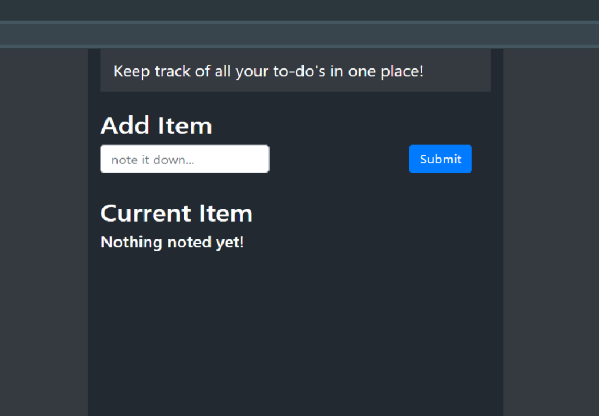 Keep track of all your to-do's in one place!
Add Item
note it down...
Submit
Current Item
Nothing noted yet!